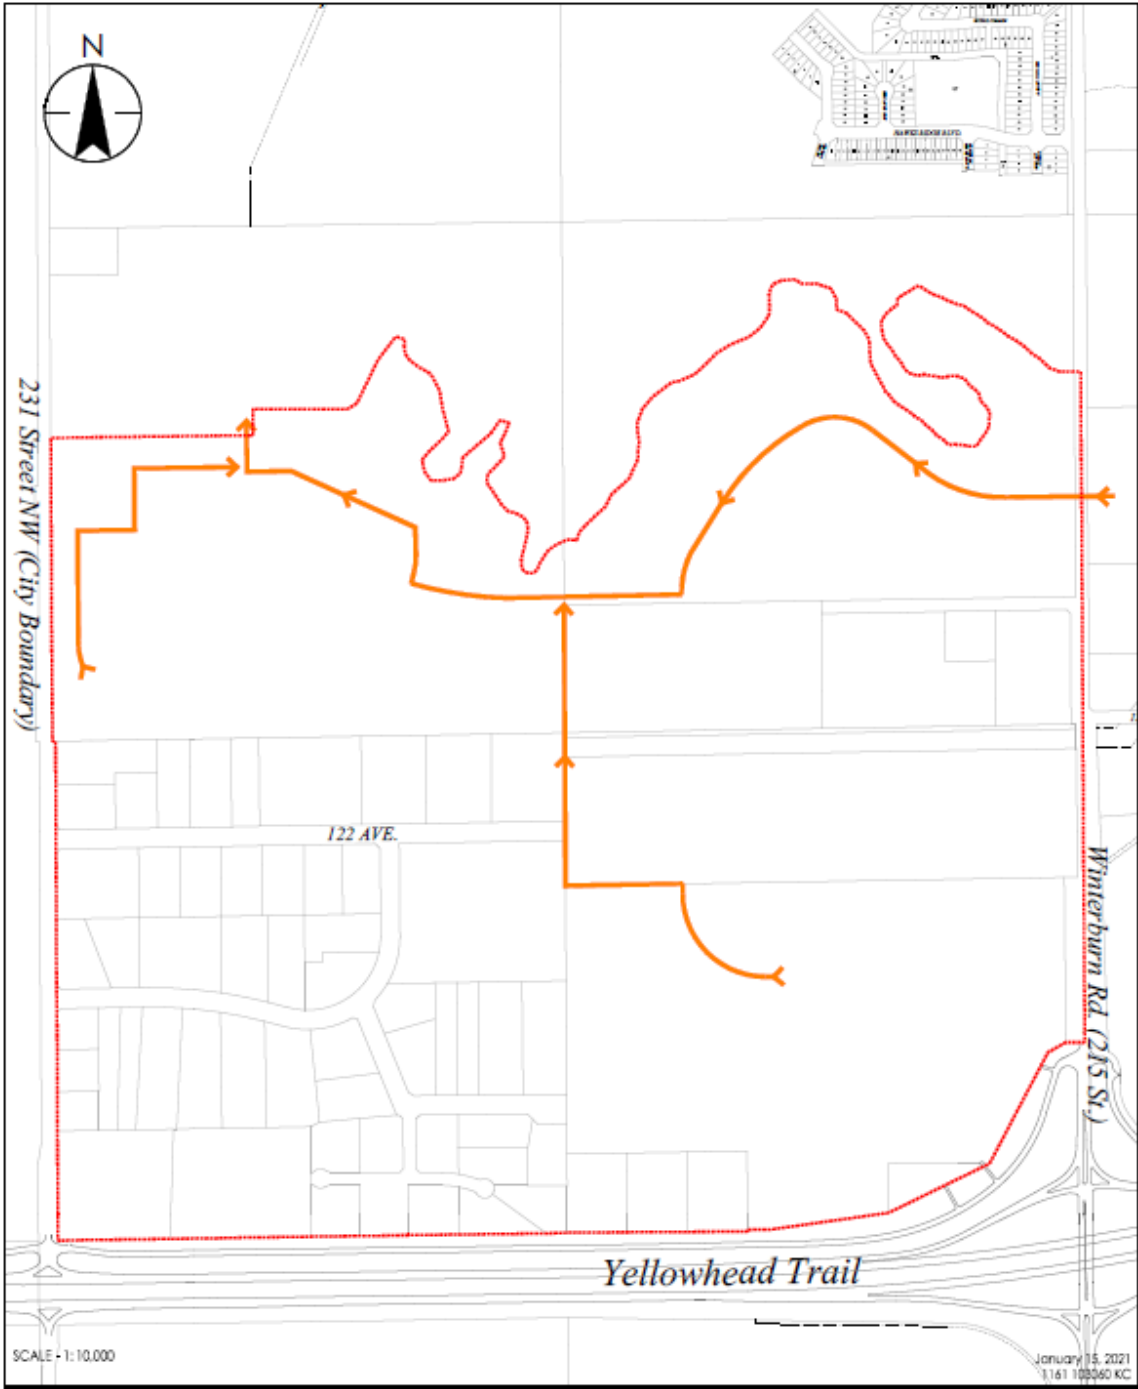 N
231 Street NW (City Boundary)
122 AVE.
Winterburn Rd. (215 St.)
Yellowhead Trail
SCALE - 1:10,000
January 15, 2021
KC